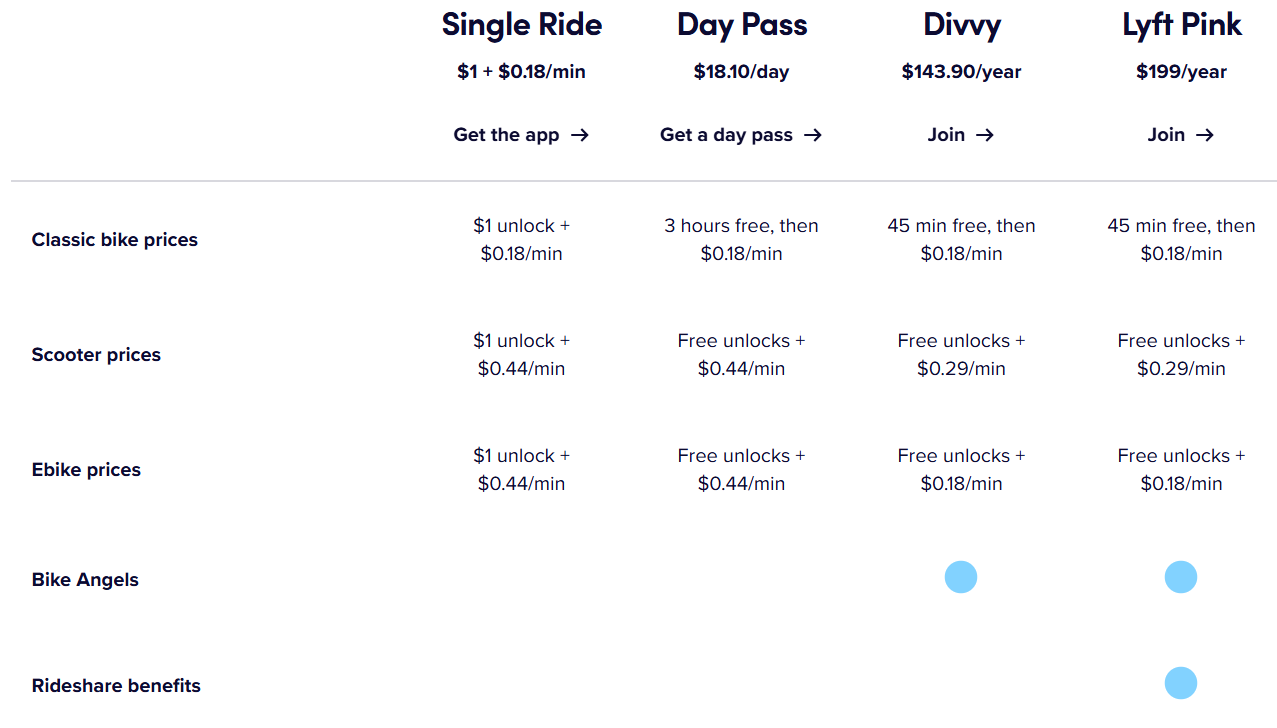 Single Ride Day Pass Divvy Lyft Pink
$1 + $0.18/min $18.10/day $143.90/year $199/year
Get the app → Get a day pass → Join → Join →
Classic bike prices
$1 unlock + 3 hours free, then 45 min free, then 45 min free, then
$0.18/min $0.18/min $0.18/min $0.18/min
Scooter prices
$1 unlock + Free unlocks + Free unlocks + Free unlocks +
$0.44/min $0.44/min $0.29/min $0.29/min
Ebike prices
$1 unlock + Free unlocks + Free unlocks + Free unlocks +
$0.44/min $0.44/min $0.18/min $0.18/min
Bike Angels
Rideshare benefits